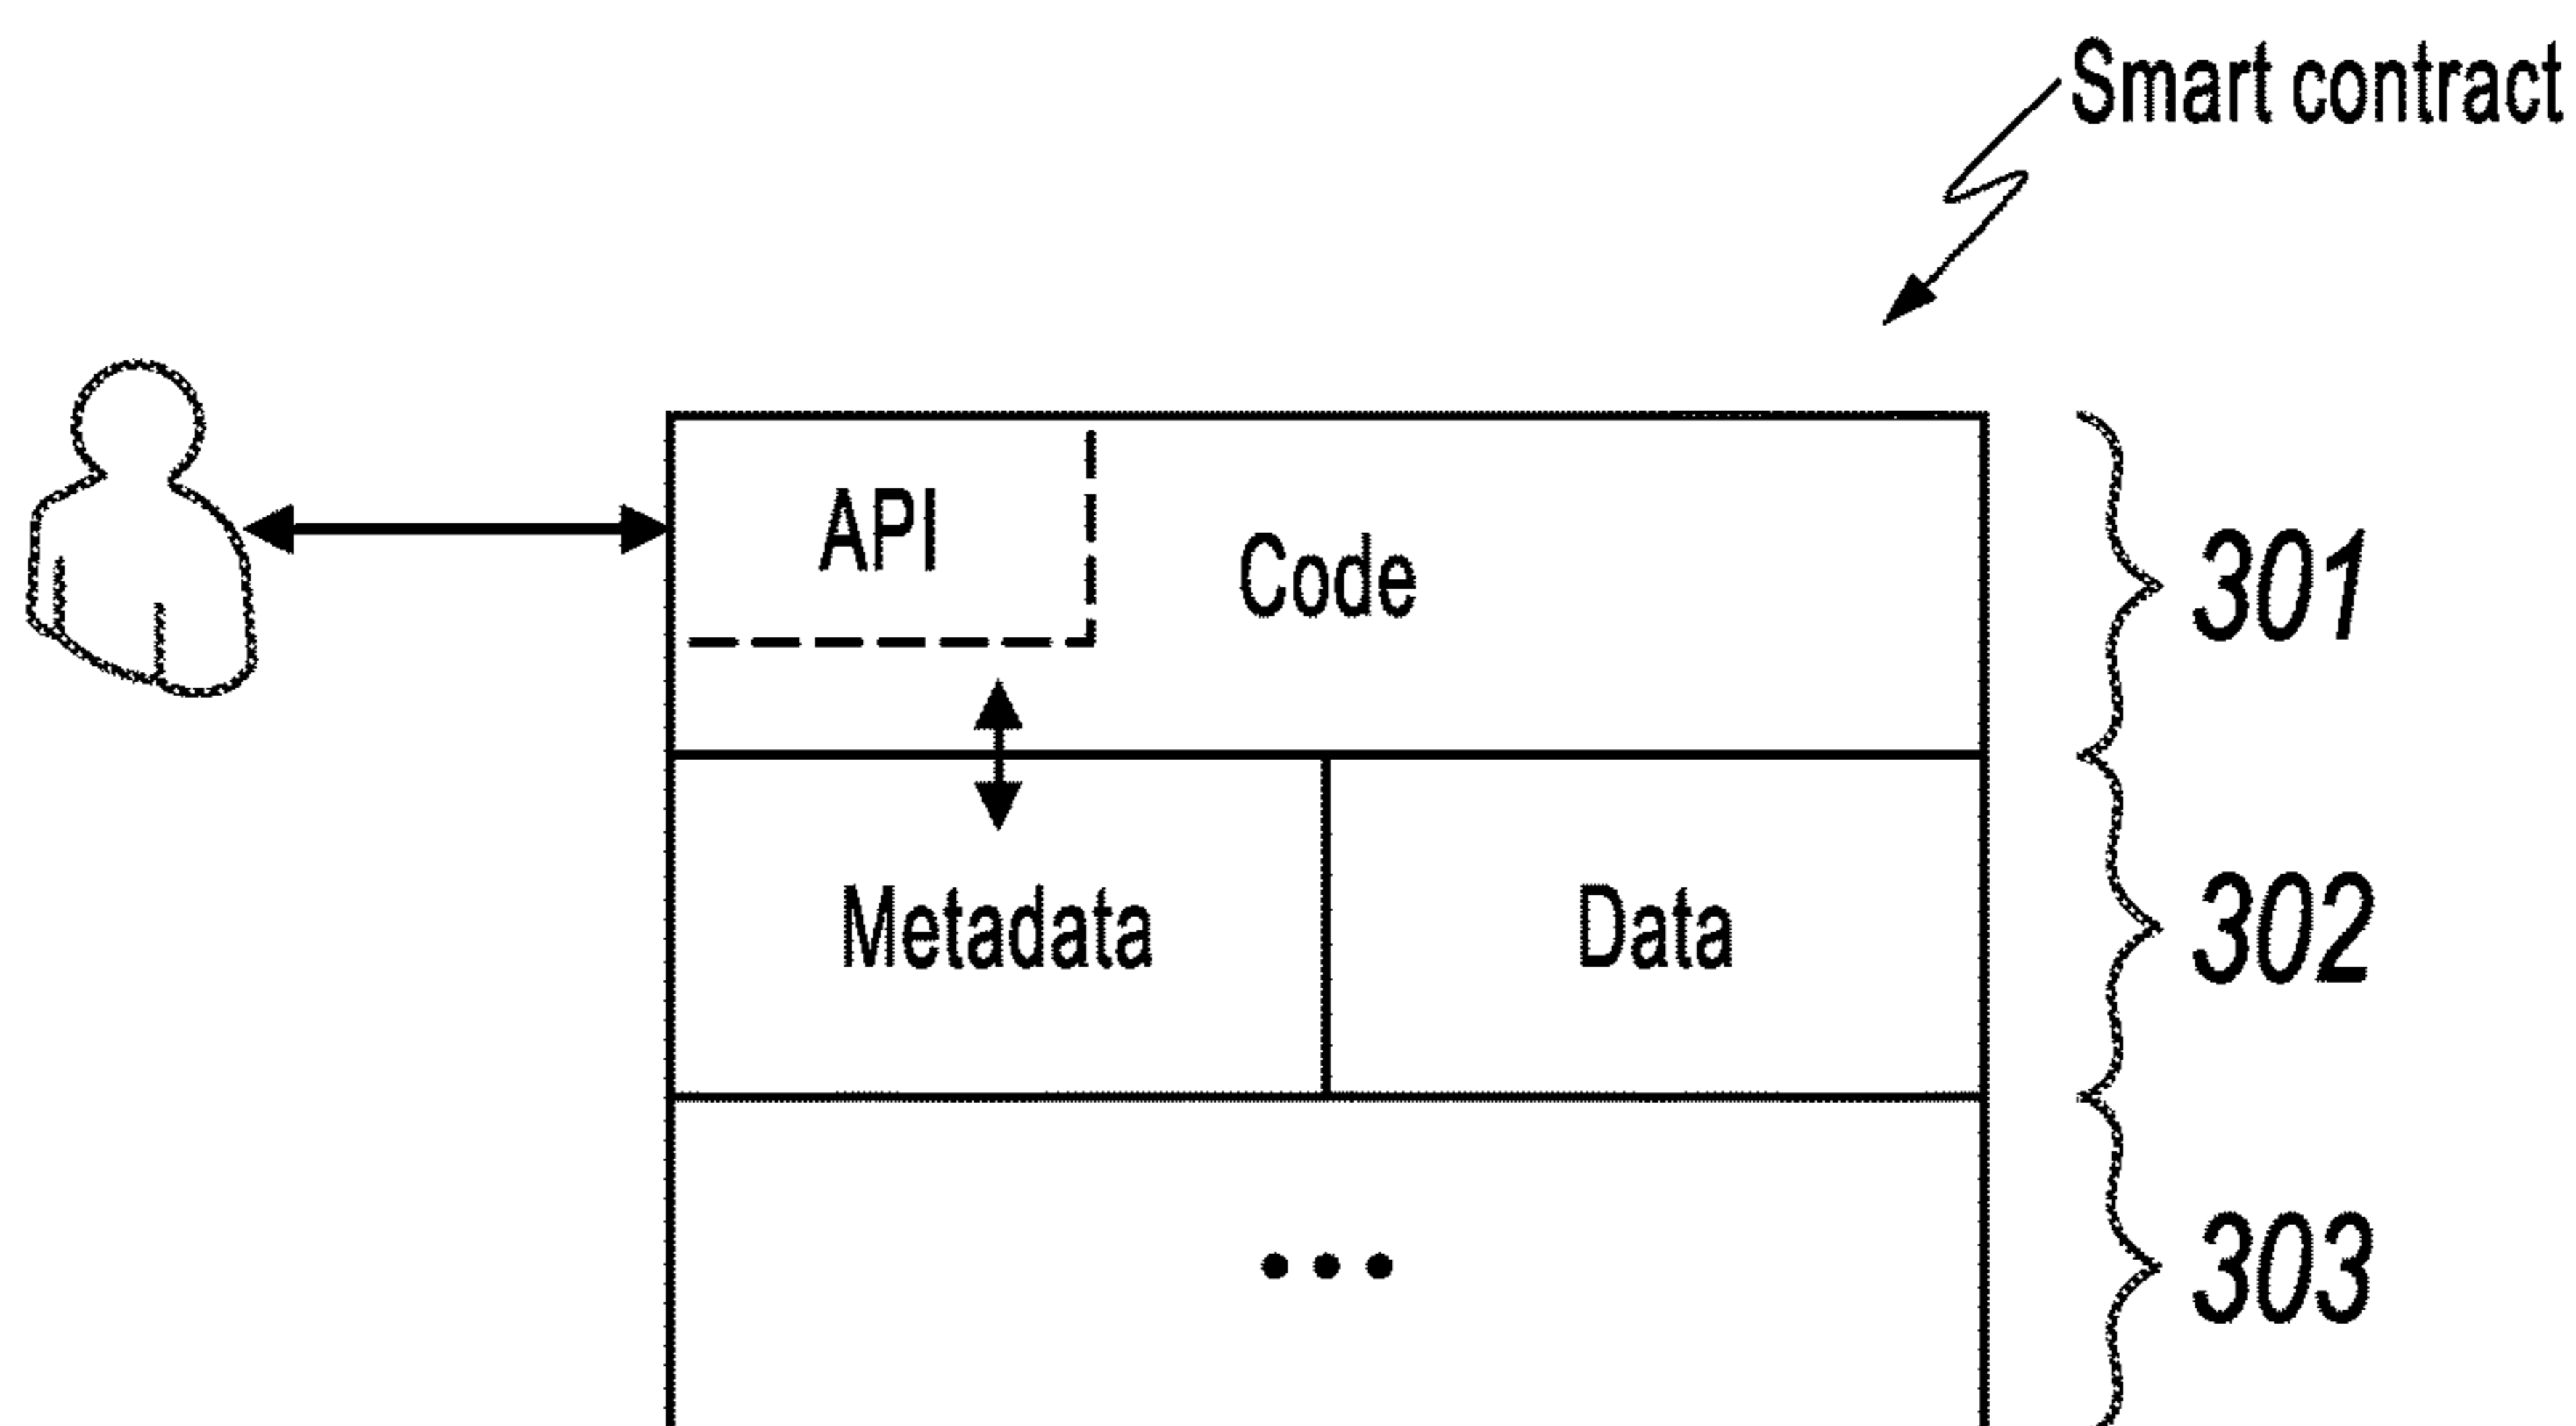 Smart contract
API
Code
301
Metadata
Data
302
...
303